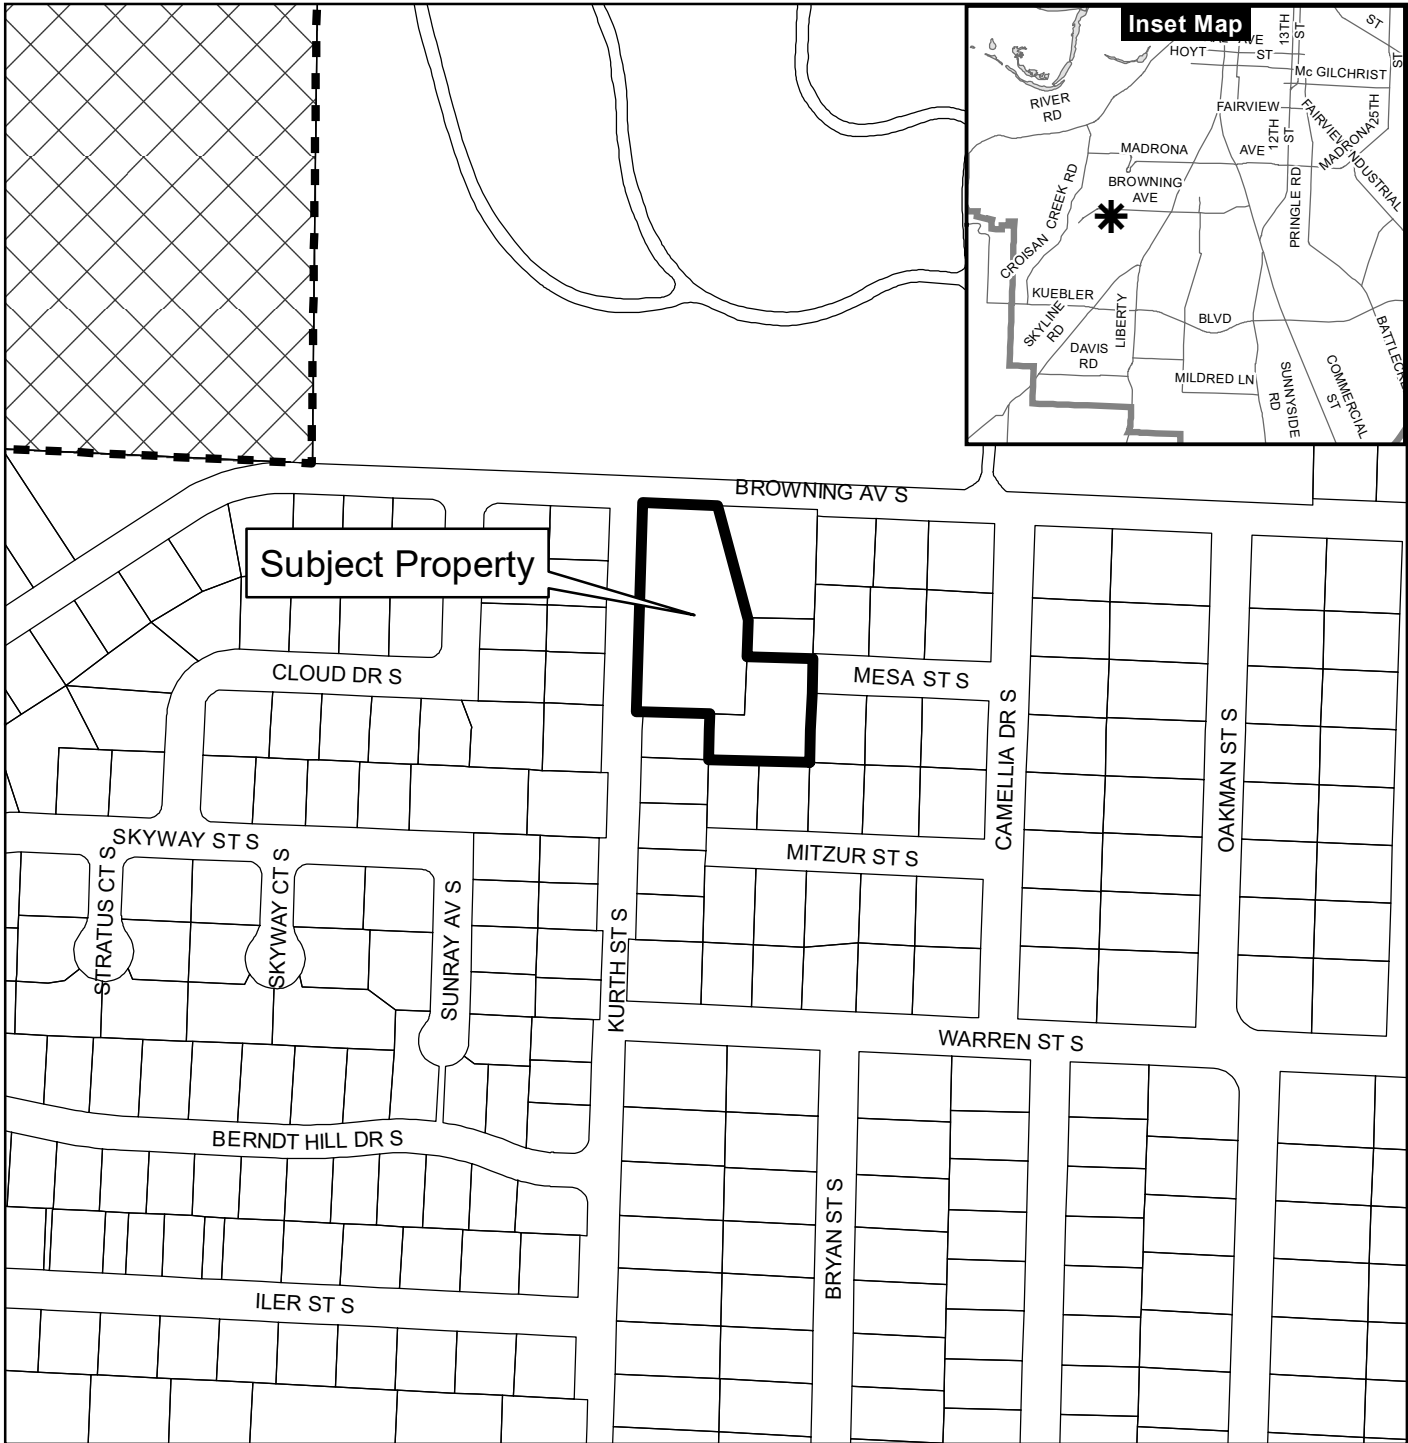 Inset Map
AVE
HOYT
ST
13TH
ST
ST
ST
Mc GILCHRIST
RIVER
RD
FAIRVIEW
12TH
ST
FAIRVIEW INDUSTRIAL
25TH
MADRONA
MADRONA
AVE
BROWNING
AVE
CROISAN
CREEK RD
PRINGLE RD
KUEBLER
BLVD
SKYLINE
RD
LIBERTY
DAVIS
RD
MILDRED LN
SUNNYSIDE
RD
COMMERCIAL
ST
BROWNING AV S
Subject Property
CLOUD DR S
MESA ST S
CAMELLIA DR S
OAKMAN ST S
SKYWAY ST S
MITZUR ST S
STRATUS CT S
SKYWAY CT S
SUNRAY AV S
KURTH ST S
WARREN ST S
BERNDT HILL DR S
BRYAN ST S
ILER ST S